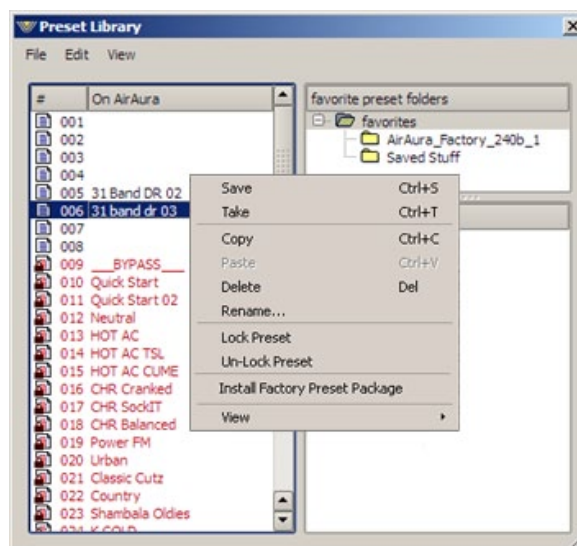 Preset Library
File Edit View
# On AirAura
001
002
003
004
005 31 Band DR 02
006 31 band dr 03
007
008
009 ___BYPASS___
010 Quick Start
011 Quick Start 02
012 Neutral
013 HOT AC
014 HOT AC TSL
015 HOT AC CUME
016 CHR Cranked
017 CHR SockIT
018 CHR Balanced
019 Power FM
020 Urban
021 Classic Cutz
022 Country
023 Shambala Oldies
024 K GOLD
favorite preset folders
favorites
AirAura_Factory_240b_1
Saved Stuff
Save Ctrl+S
Take Ctrl+T
Copy Ctrl+C
Paste Ctrl+V
Delete Del
Rename...
Lock Preset
Un-Lock Preset
Install Factory Preset Package
View